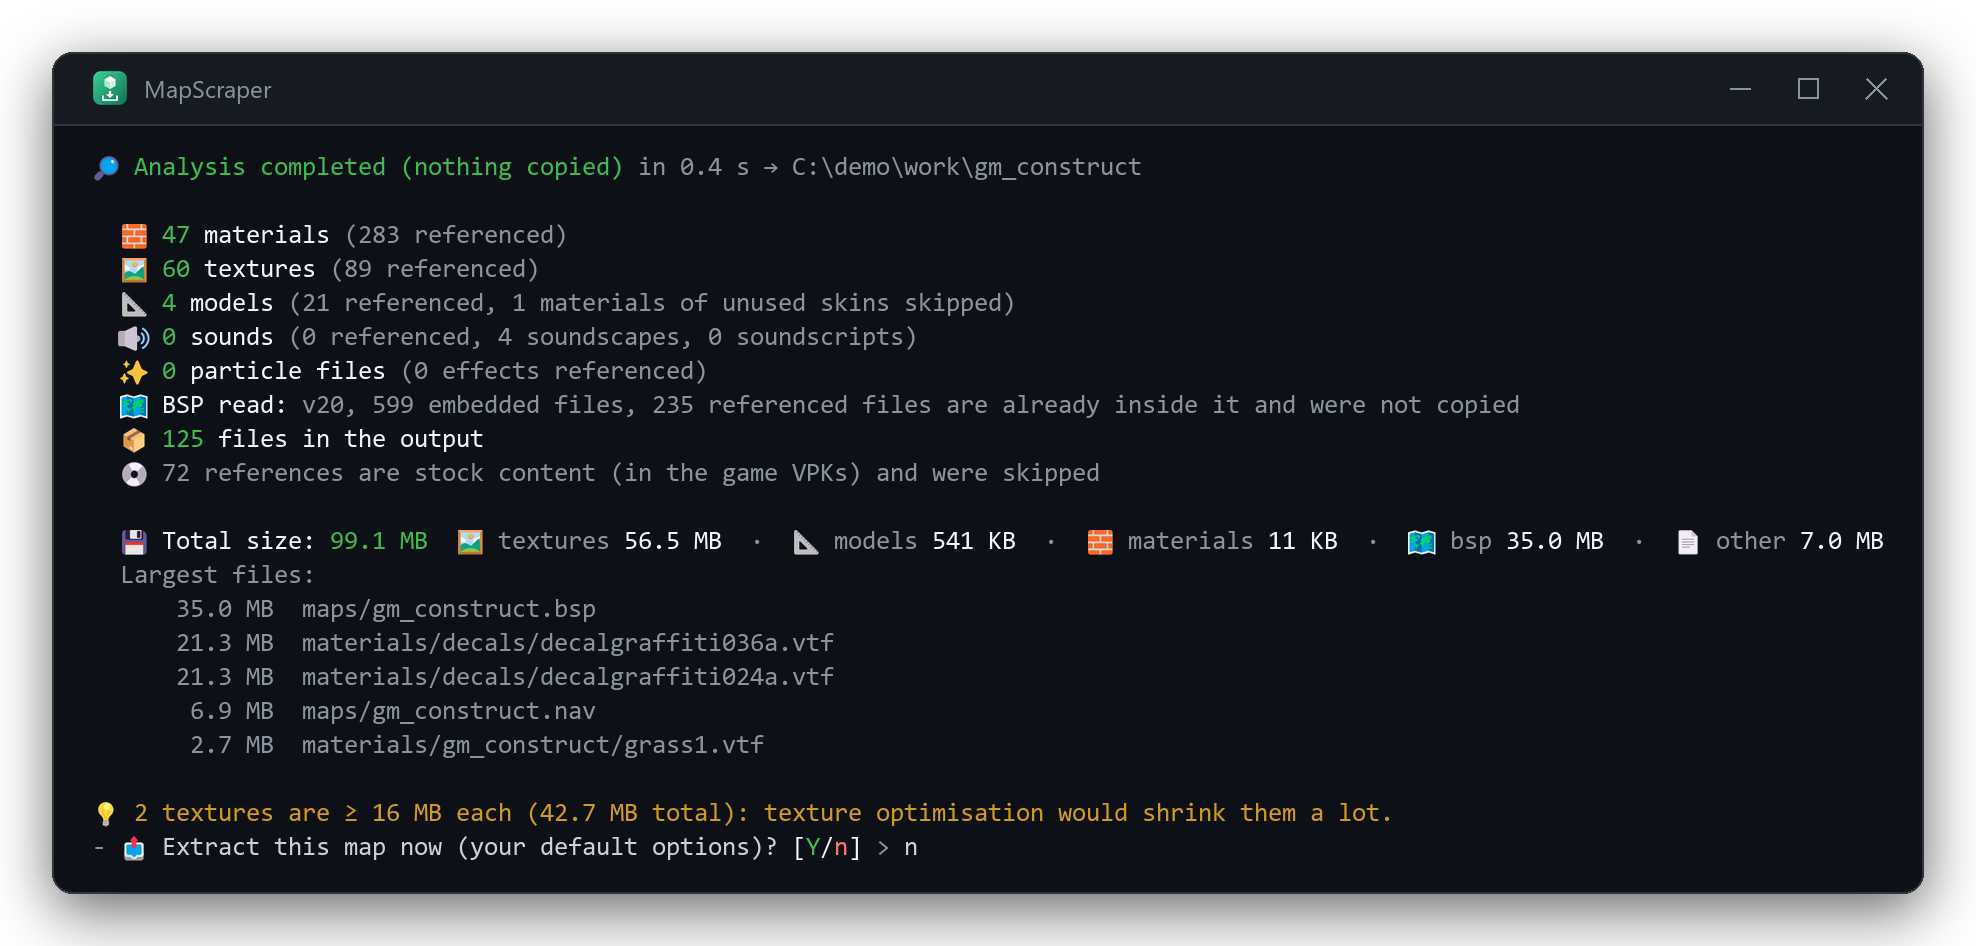 MapScraper
Analysis completed (nothing copied) in 0.4 s → C:\demo\work\gm_construct
47 materials (283 referenced)
60 textures (89 referenced)
4 models (21 referenced, 1 materials of unused skins skipped)
0 sounds (0 referenced, 4 soundscapes, 0 soundscripts)
0 particle files (0 effects referenced)
BSP read: v20, 599 embedded files, 235 referenced files are already inside it and were not copied
125 files in the output
72 references are stock content (in the game VPKs) and were skipped
Total size: 99.1 MB textures 56.5 MB · models 541 KB · materials 11 KB · bsp 35.0 MB · other 7.0 MB
Largest files:
35.0 MB maps/gm_construct.bsp
21.3 MB materials/decals/decalgraffiti036a.vtf
21.3 MB materials/decals/decalgraffiti024a.vtf
6.9 MB maps/gm_construct.nav
2.7 MB materials/gm_construct/grass1.vtf
2 textures are ≥ 16 MB each (42.7 MB total): texture optimisation would shrink them a lot.
- Extract this map now (your default options)? [Y/n] > n